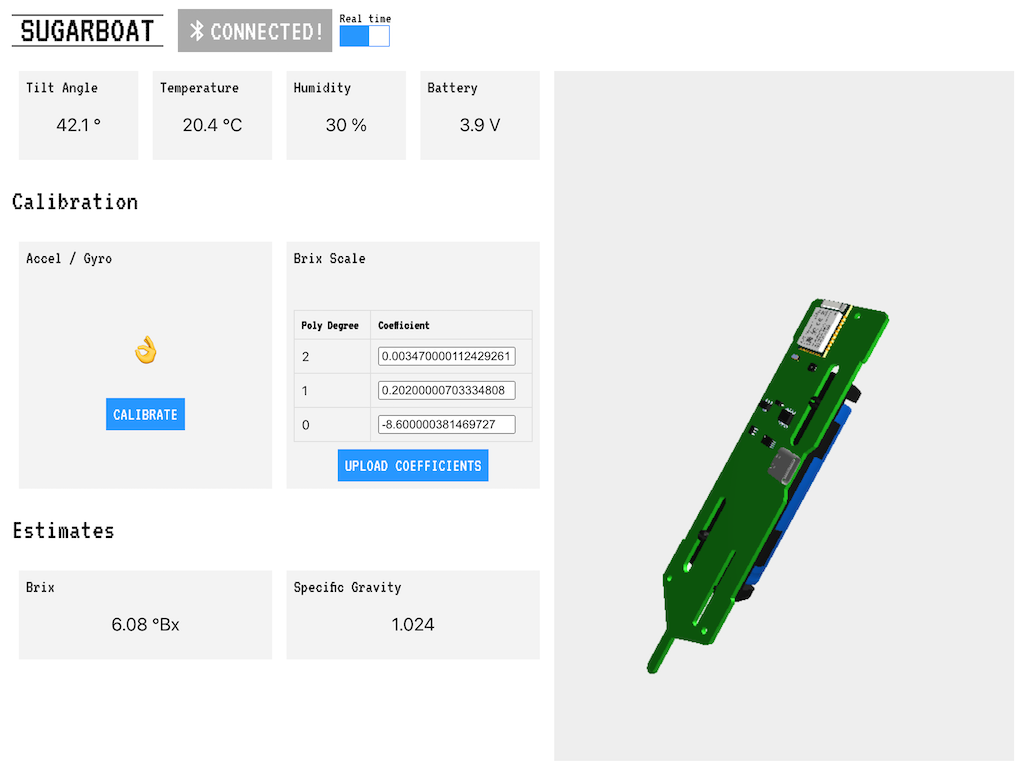 SUGARBOAT
CONNECTED!
Real time
Tilt Angle
42.1 °
Temperature
20.4 °C
Humidity
30 %
Battery
3.9 V
Calibration
Accel / Gyro
CALIBRATE
Brix Scale
Poly Degree Coefficient
2 0.003470000112429261
1 0.20200000703334808
0 -8.600000381469727
UPLOAD COEFFICIENTS
Estimates
Brix
6.08 °Bx
Specific Gravity
1.024